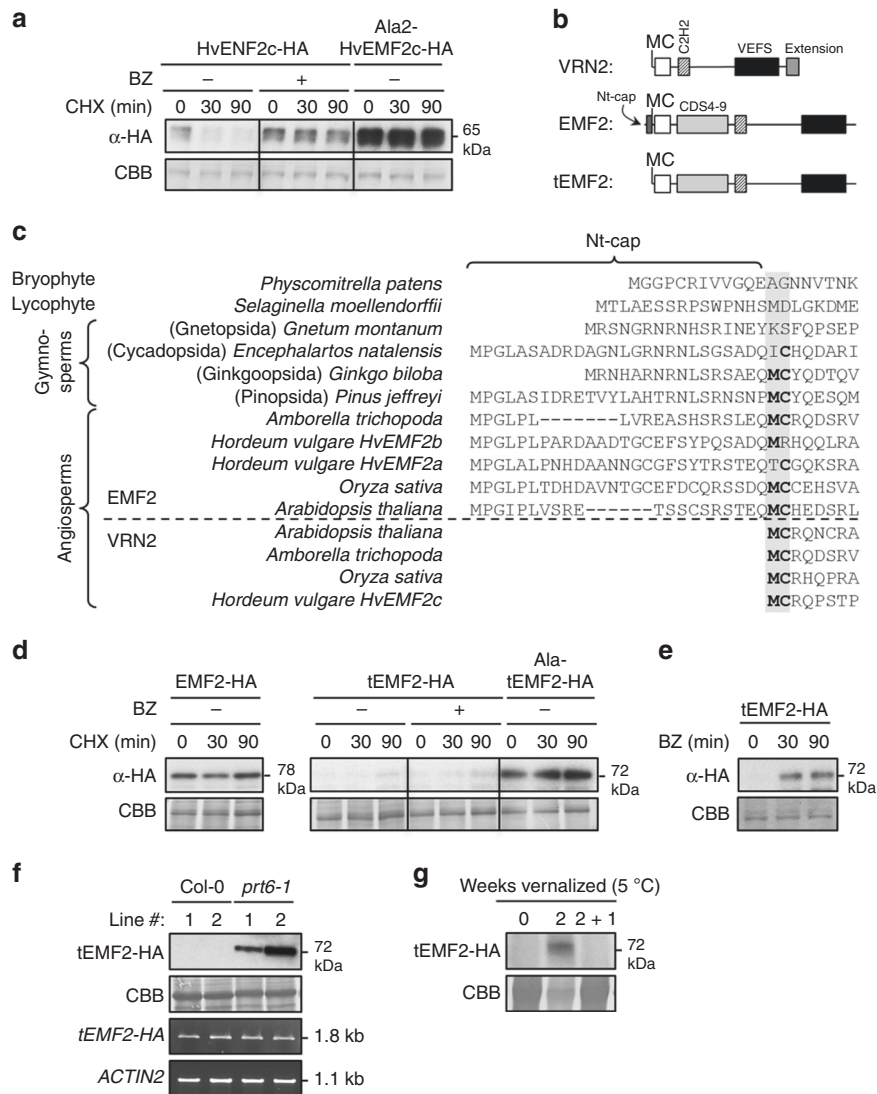 a
Ala2-
HvENF2c-HA HvEMF2c-HA
BZ – + –
CHX (min) 0 30 90 0 30 90 0 30 90
α-HA 65 kDa
CBB
b
MC C2H2 VEFS Extension
VRN2:
Nt-cap MC CDS4-9
EMF2:
MC
tEMF2:
c
Nt-cap
Bryophyte Physcomitrella patens MGGPCRIVVGQEAGNNVTNK
Lycophyte Selaginella moellendorffii MTLAESSRPSWPNHSMDLGKDME
Gymno-sperms
(Gnetopsida) Gnetum montanum MRSNGRNRNHSRINEYKSFQPSEP
(Cycadopsida) Encephalartos natalensis MPGLASADRDAGNLGRNRNLSGSADQICHQDARI
(Ginkgoopsida) Ginkgo biloba MRNHARNRNLSRSAEQMCYQDTQV
(Pinopsida) Pinus jeffreyi MPGLASIDRETVYLAHTRNLSRNSNPMCYQESQM
Angiosperms
Amborella trichopoda MPGLPL-------LVREASHSRSLEQMCRQDSRV
Hordeum vulgare HvEMF2b MPGLPLPARDAADTGCEFSYPQSADQMRHQQLRA
Hordeum vulgare HvEMF2a MPGLALPNHDAANNGCGFSYTRSTEQTCGQKSRA
EMF2
Oryza sativa MPGLPLTDHDAVNTGCEFDCQRSSDQMCCEHSVA
Arabidopsis thaliana MPGIPLVSRE------TSSCSRSTEQMCHEDSRL
VRN2
Arabidopsis thaliana MCRQNCRA
Amborella trichopoda MCRQDSRV
Oryza sativa MCRHQPRA
Hordeum vulgare HvEMF2c MCRQPSTP
d
Ala-
EMF2-HA tEMF2-HA tEMF2-HA
BZ – – + –
CHX (min) 0 30 90 0 30 90 0 30 90 0 30 90
α-HA 78 kDa 72 kDa
CBB
e
tEMF2-HA
BZ (min) 0 30 90
α-HA 72 kDa
CBB
f
Col-0 prt6-1
Line #: 1 2 1 2
tEMF2-HA 72 kDa
CBB
tEMF2-HA 1.8 kb
ACTIN2 1.1 kb
g
Weeks vernalized (5 °C)
0 2 2 + 1
tEMF2-HA 72 kDa
CBB